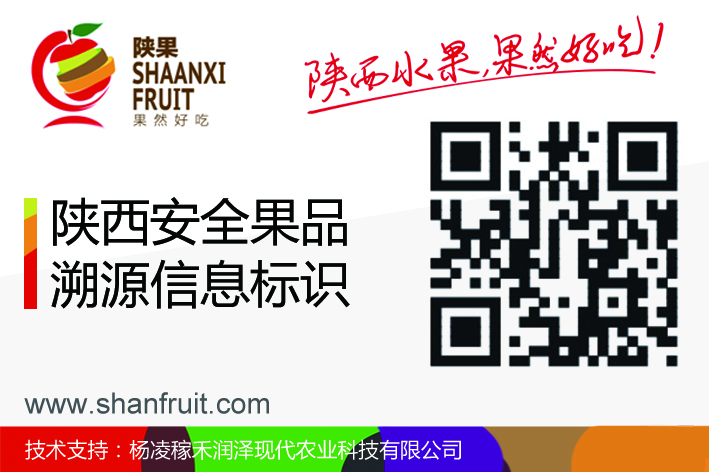 陕果
SHAANXI
FRUIT
果然好吃
陕西水果,果然好吃!
陕西安全果品
溯源信息标识
www.shanfruit.com
技术支持：杨凌稼禾润泽现代农业科技有限公司